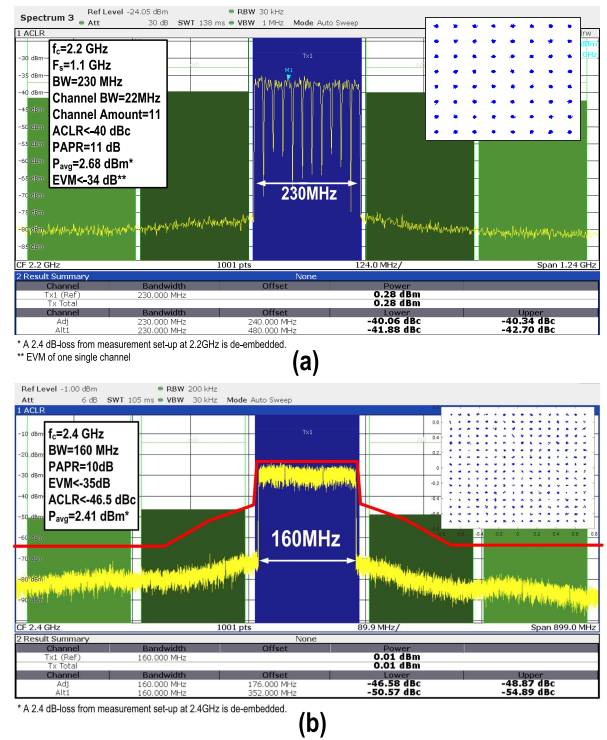 Spectrum 3
Ref Level -24.05 dBm
RBW 30 kHz
Att 30 dB SWT 138 ms VBW 1 MHz Mode Auto Sweep
1 ACLR
fc=2.2 GHz
Fs=1.1 GHz
BW=230 MHz
Channel BW=22MHz
Channel Amount=11
ACLR<-40 dBc
PAPR=11 dB
Pavg=2.68 dBm*
EVM<-34 dB**
Tx1
M1
230MHz
CF 2.2 GHz 1001 pts 124.0 MHz/ Span 1.24 GHz
2 Result Summary None
Channel Bandwidth Offset Power
Tx1 (Ref) 230.000 MHz 0.28 dBm
Tx Total 0.28 dBm
Channel Bandwidth Offset Lower Upper
Adj 230.000 MHz 240.000 MHz -40.06 dBc -40.34 dBc
Alt1 230.000 MHz 480.000 MHz -41.88 dBc -42.70 dBc
* A 2.4 dB-loss from measurement set-up at 2.2GHz is de-embedded.
** EVM of one single channel
(a)
Ref Level -1.00 dBm RBW 200 kHz
Att 6 dB SWT 105 ms VBW 30 kHz Mode Auto Sweep
1 ACLR
fc=2.4 GHz
BW=160 MHz
PAPR=10dB
EVM<-35dB
ACLR<-46.5 dBc
Pavg=2.41 dBm*
Tx1
160MHz
CF 2.4 GHz 1001 pts 89.9 MHz/ Span 899.0 MHz
2 Result Summary None
Channel Bandwidth Offset Power
Tx1 (Ref) 160.000 MHz 0.01 dBm
Tx Total 0.01 dBm
Channel Bandwidth Offset Lower Upper
Adj 160.000 MHz 176.000 MHz -46.58 dBc -48.87 dBc
Alt1 160.000 MHz 352.000 MHz -50.57 dBc -54.89 dBc
* A 2.4 dB-loss from measurement set-up at 2.4GHz is de-embedded.
(b)